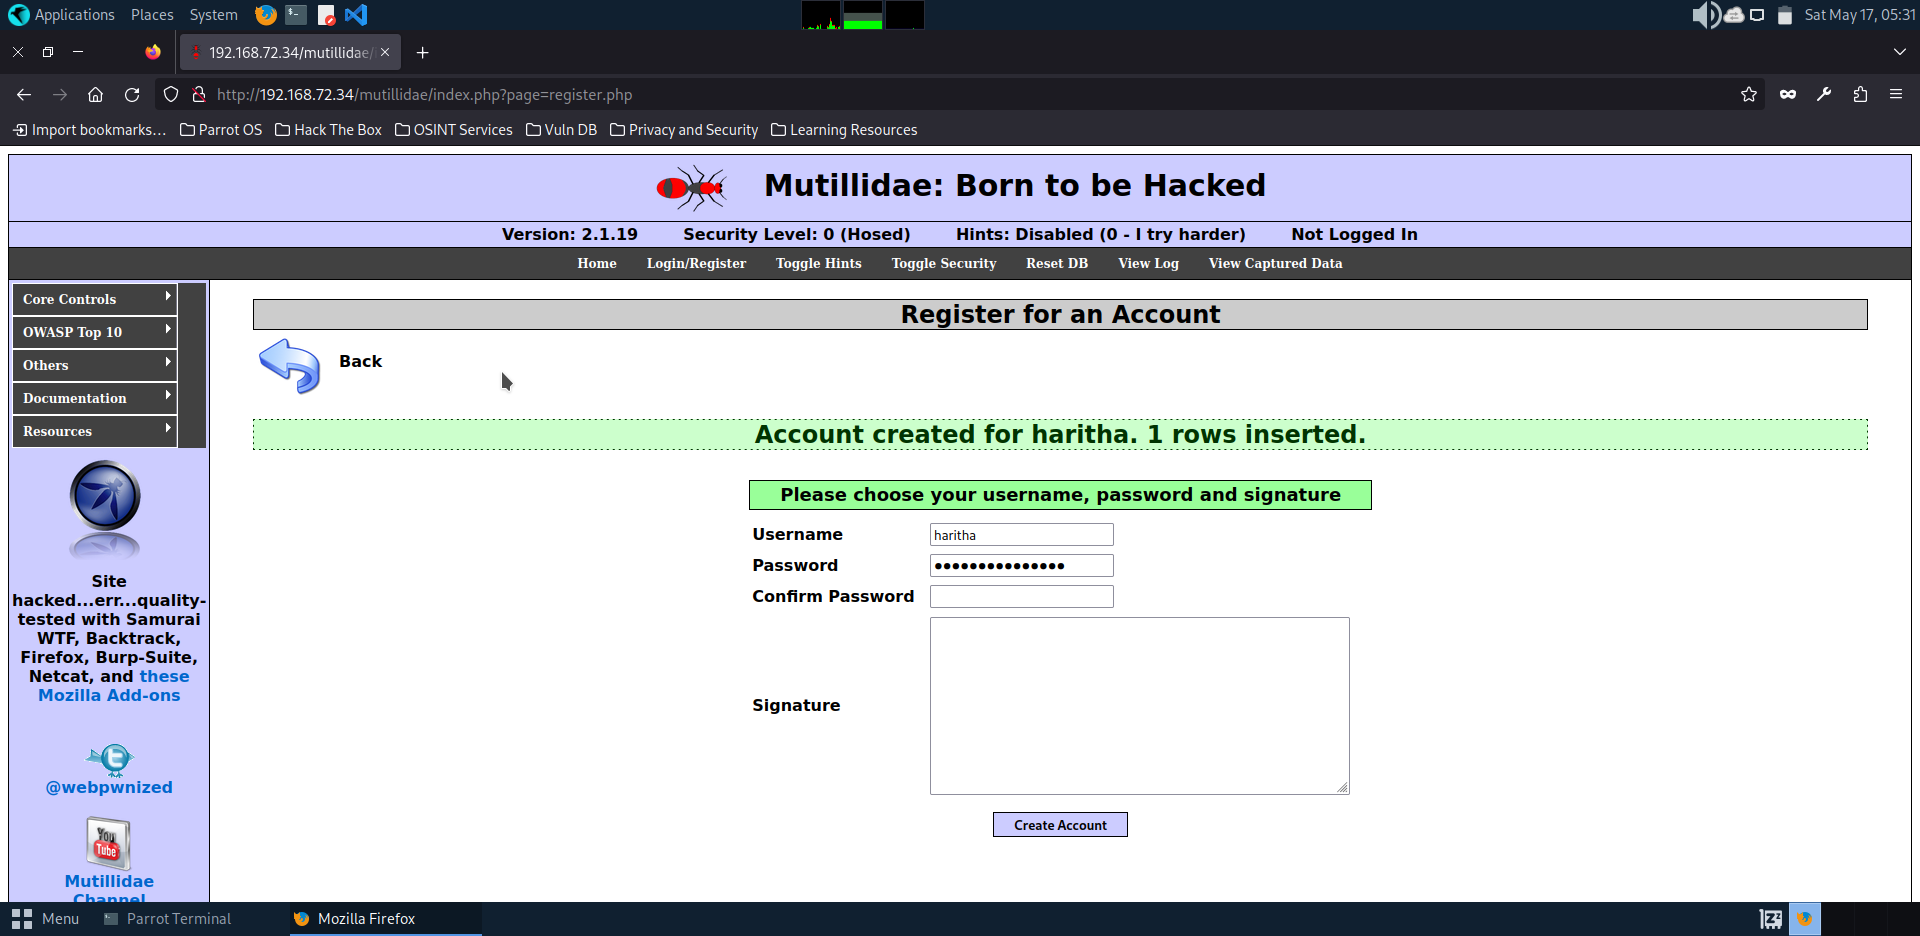 Applications Places System Sat May 17, 05:31
192.168.72.34/mutillidae/
http://192.168.72.34/mutillidae/index.php?page=register.php
Import bookmarks... Parrot OS Hack The Box OSINT Services Vuln DB Privacy and Security Learning Resources
Mutillidae: Born to be Hacked
Version: 2.1.19 Security Level: 0 (Hosed) Hints: Disabled (0 - I try harder) Not Logged In
Home Login/Register Toggle Hints Toggle Security Reset DB View Log View Captured Data
Core Controls
OWASP Top 10
Others
Documentation
Resources
Site
hacked...err...quality-
tested with Samurai
WTF, Backtrack,
Firefox, Burp-Suite,
Netcat, and these
Mozilla Add-ons
@webpwnized
You
Tube
Mutillidae
Channel
Register for an Account
Back
Account created for haritha. 1 rows inserted.
Please choose your username, password and signature
Username haritha
Password •••••••••••••••
Confirm Password
Signature
Create Account
Menu Parrot Terminal Mozilla Firefox